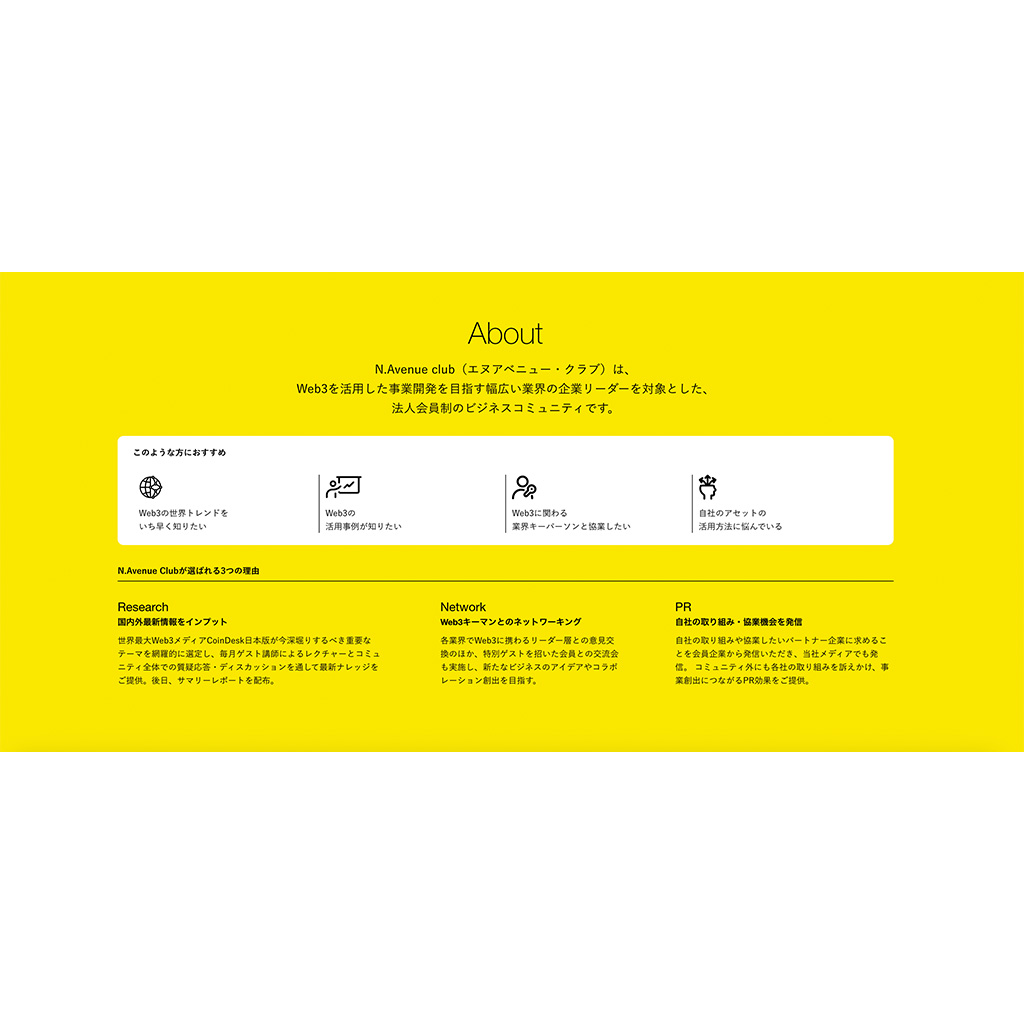 About
N.Avenue club（エヌアベニュー・クラブ）は、
Web3を活用した事業開発を目指す幅広い業界の企業リーダーを対象とした、
法人会員制のビジネスコミュニティです。
このような方におすすめ
Web3の世界トレンドを
いち早く知りたい
Web3の
活用事例が知りたい
Web3に関わる
業界キーパーソンと協業したい
自社のアセットの
活用方法に悩んでいる
N.Avenue Clubが選ばれる3つの理由
Research
国内外最新情報をインプット
世界最大Web3メディアCoinDesk日本版が今深堀りするべき重要な
テーマを網羅的に選定し、毎月ゲスト講師によるレクチャーとコミュ
ニティ全体での質疑応答・ディスカッションを通して最新ナレッジを
ご提供。後日、サマリーレポートを配布。
Network
Web3キーマンとのネットワーキング
各業界でWeb3に携わるリーダー層との意見交
換のほか、特別ゲストを招いた会員との交流会
も実施し、新たなビジネスのアイデアやコラボ
レーション創出を目指す。
PR
自社の取り組み・協業機会を発信
自社の取り組みや協業したいパートナー企業に求めるこ
とを会員企業から発信いただき、当社メディアでも発
信。 コミュニティ外にも各社の取り組みを訴えかけ、事
業創出につながるPR効果をご提供。